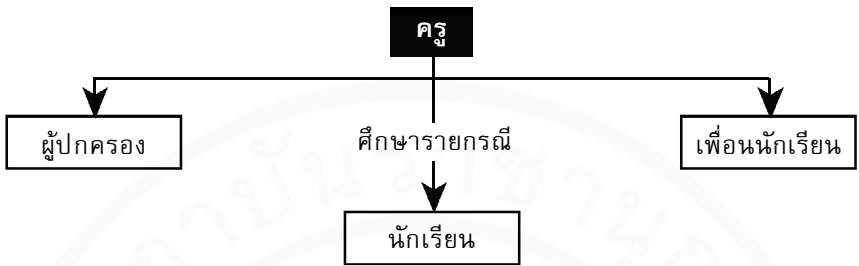 ครู
ผู้ปกครอง
ศึกษารายกรณี
เพื่อนนักเรียน
นักเรียน